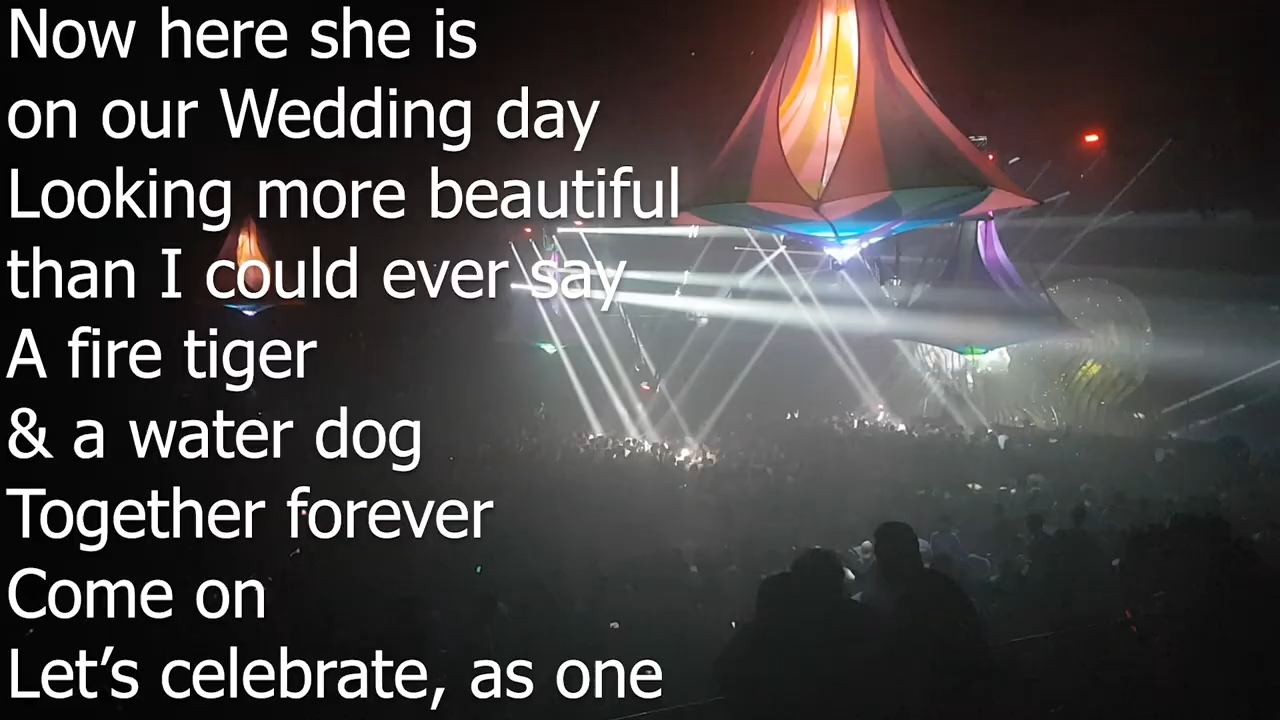 Now here she is
on our Wedding day
Looking more beautiful
than I could ever say
A fire tiger
& a water dog
Together forever
Come on
Let’s celebrate, as one